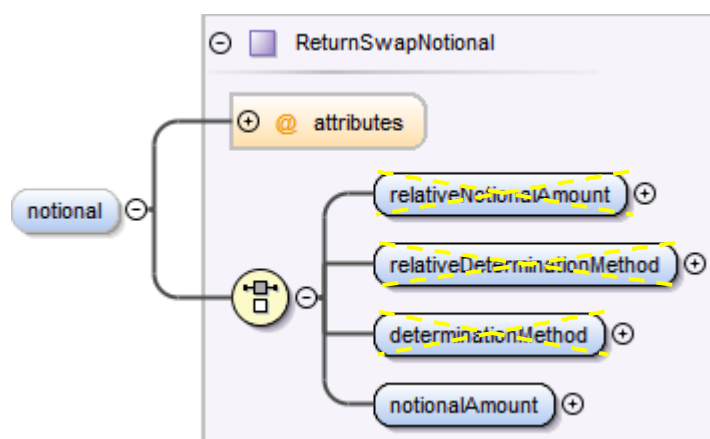 ReturnSwapNotional
@ attributes
notional
relativeNotionalAmount
relativeDeterminationMethod
determinationMethod
notionalAmount